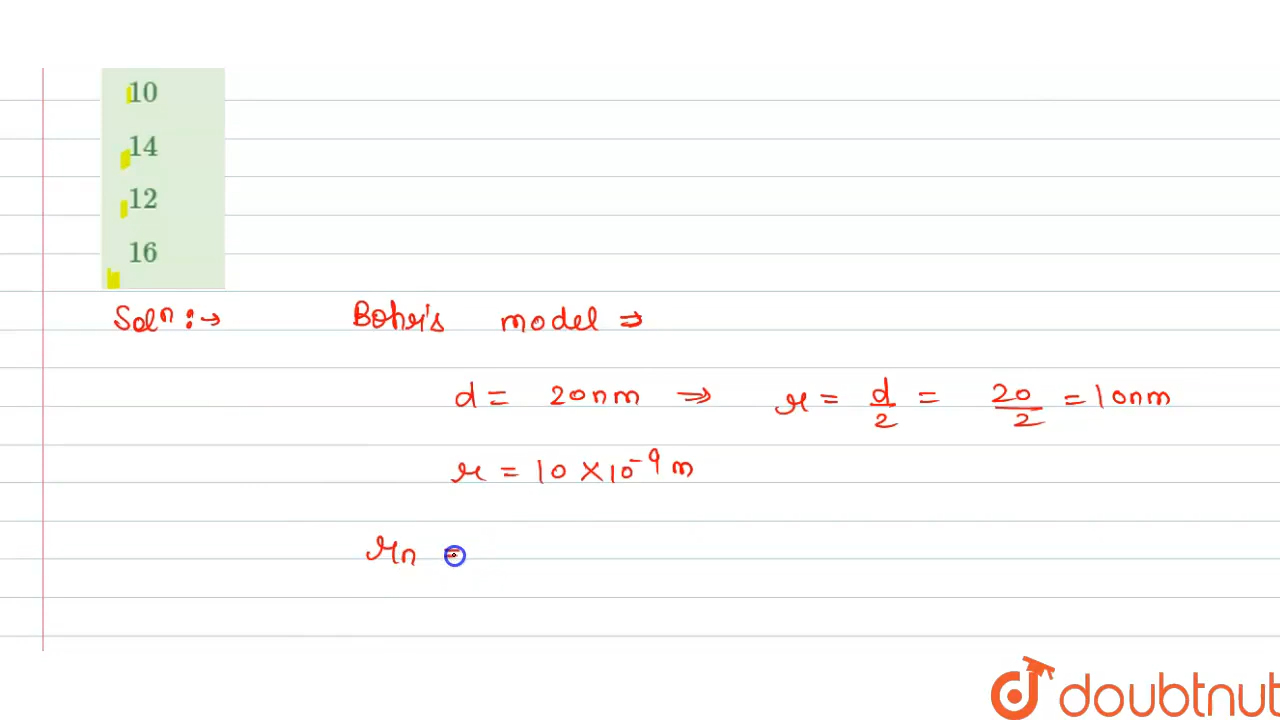 10
14
12
16
Solⁿ :→ Bohr's model ⇒
d = 20nm ⇒ r = d/2 = 20/2 = 10nm
r = 10 × 10⁻⁹ m
rₙ =
doubtnut